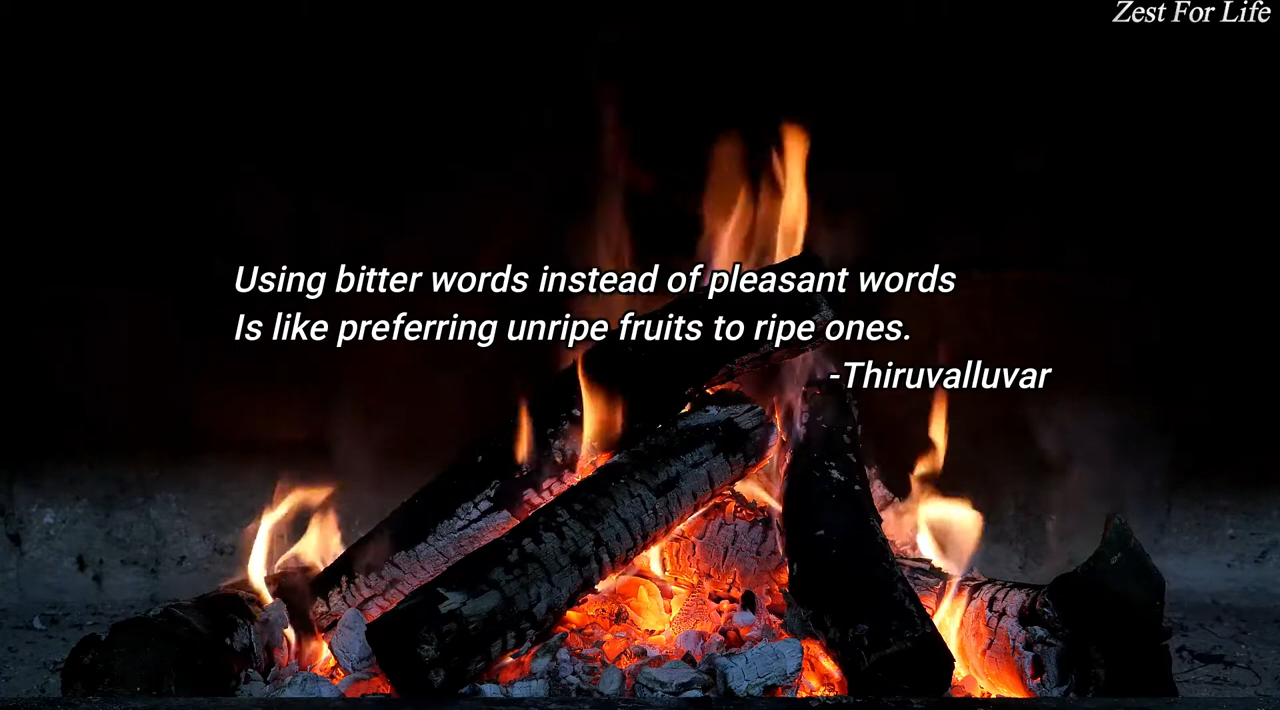 Zest For Life
Using bitter words instead of pleasant words
Is like preferring unripe fruits to ripe ones.
-Thiruvalluvar